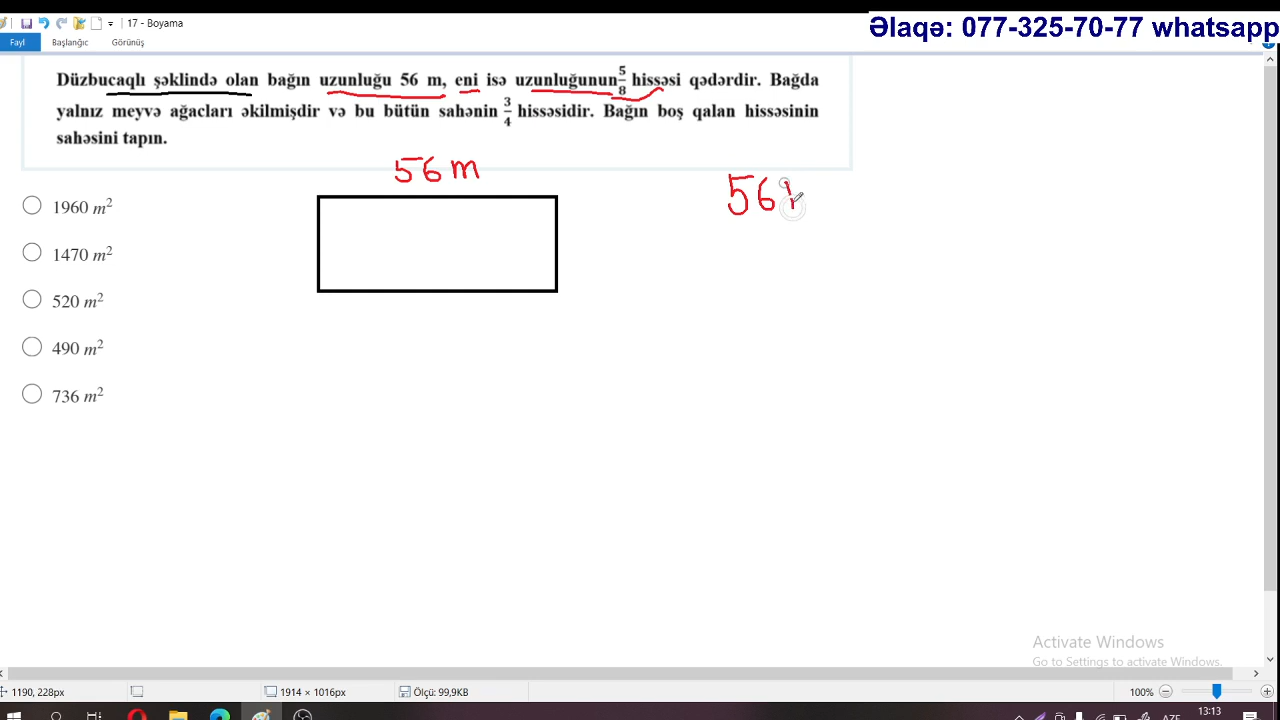 17 - Boyama
Əlaqə: 077-325-70-77 whatsapp
Fayl Başlanğıc Görünüş
Düzbucaqlı şəklində olan bağın uzunluğu 56 m, eni isə uzunluğunun 5/8 hissəsi qədərdir. Bağda
yalnız meyvə ağacları əkilmişdir və bu bütün sahənin 3/4 hissəsidir. Bağın boş qalan hissəsinin
sahəsini tapın.
56 m
56
1960 m²
1470 m²
520 m²
490 m²
736 m²
Activate Windows
Go to Settings to activate Windows.
1190, 228px 1914 × 1016px Ölçü: 99,9KB 100%
AZE 13:13